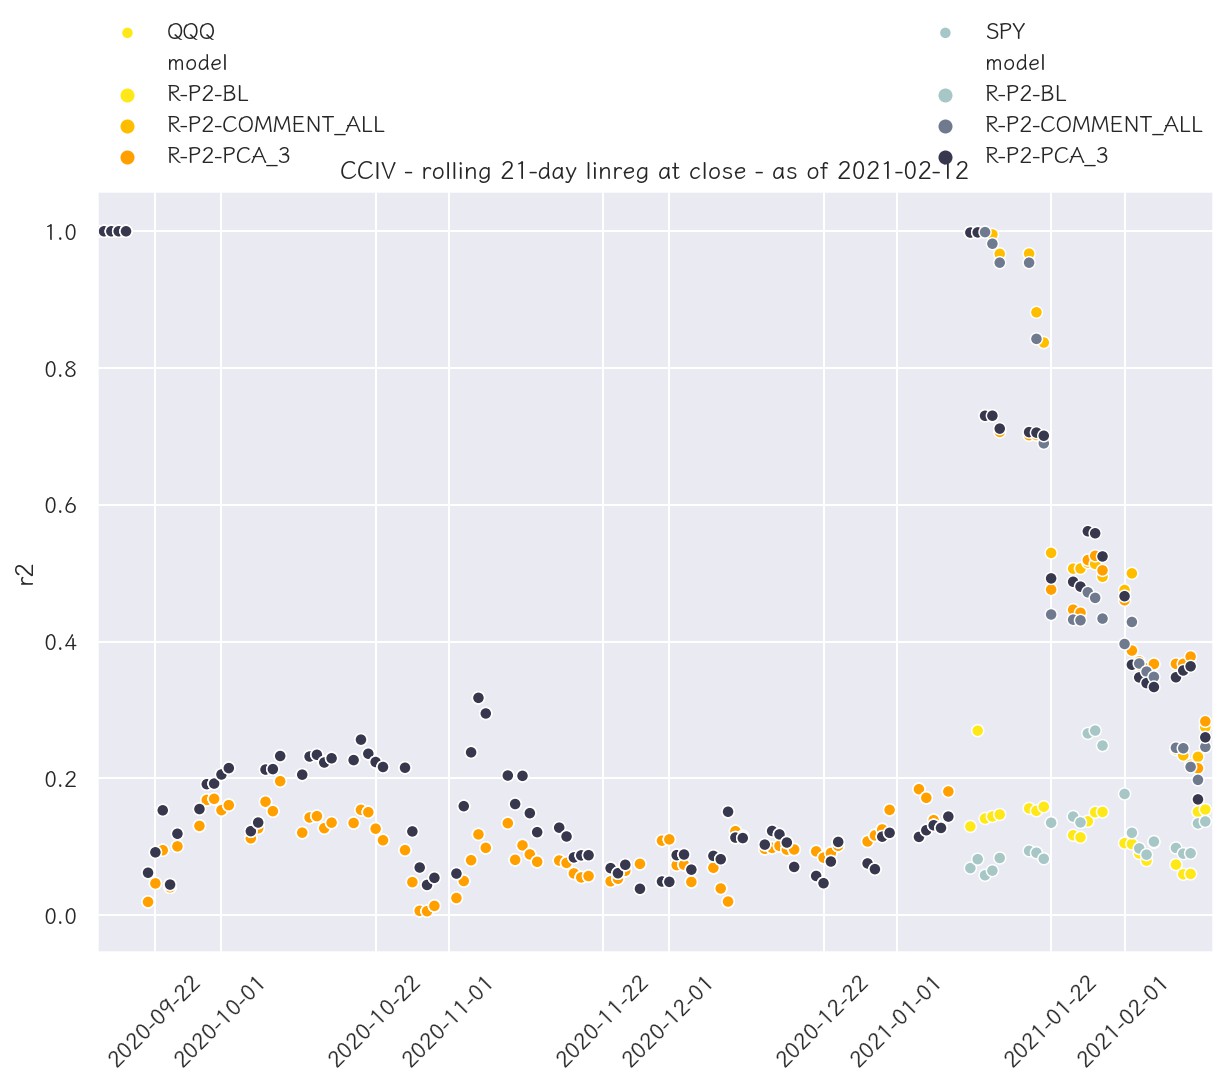 QQQ
model
R-P2-BL
R-P2-COMMENT_ALL
R-P2-PCA_3
SPY
model
R-P2-BL
R-P2-COMMENT_ALL
R-P2-PCA_3
CCIV - rolling 21-day linreg at close - as of 2021-02-12
r2
1.0
0.8
0.6
0.4
0.2
0.0
2020-09-22
2020-10-01
2020-10-22
2020-11-01
2020-11-22
2020-12-01
2020-12-22
2021-01-01
2021-01-22
2021-02-01